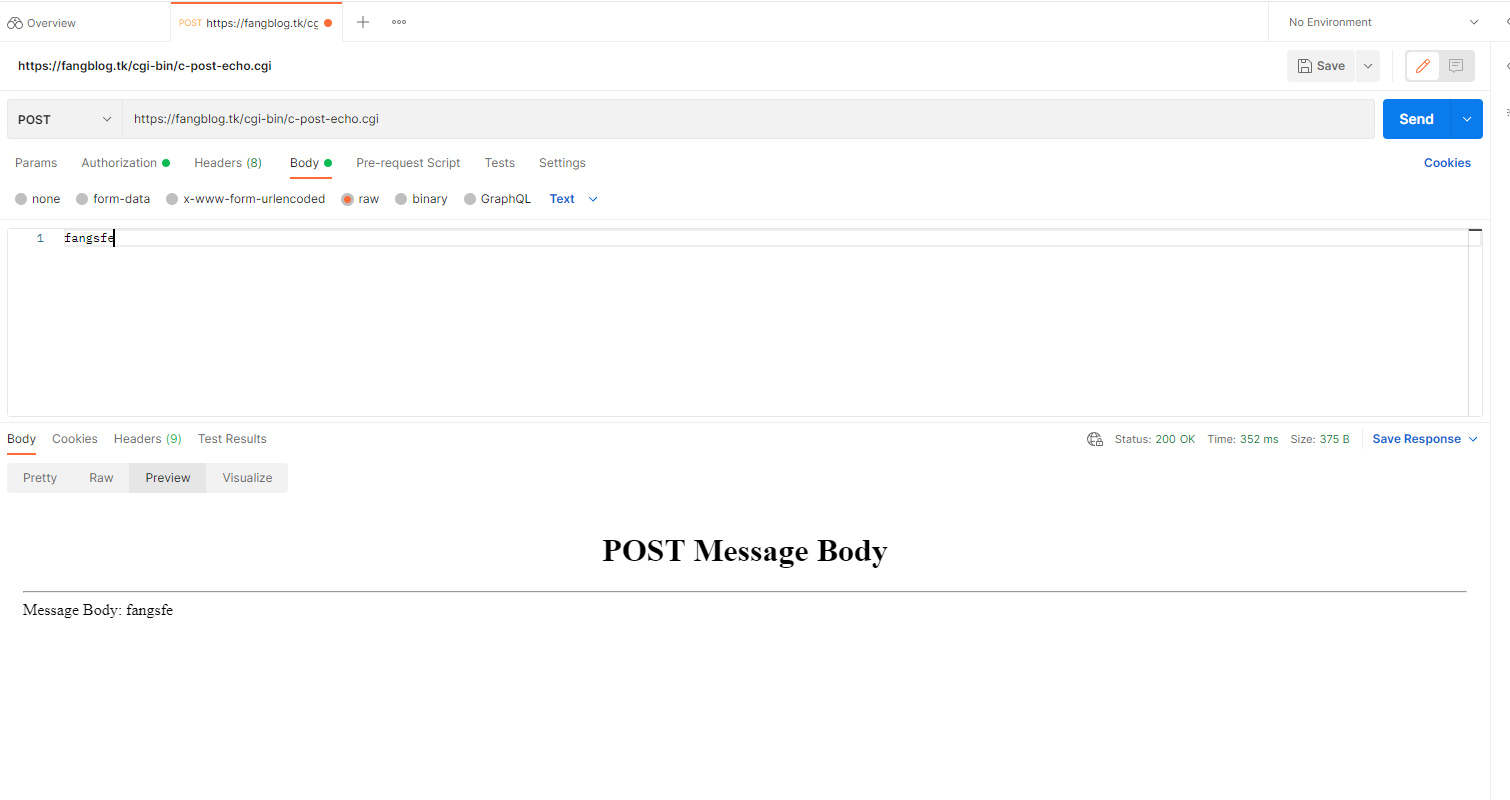 Overview
POST https://fangblog.tk/cg
No Environment
https://fangblog.tk/cgi-bin/c-post-echo.cgi
Save
POST
https://fangblog.tk/cgi-bin/c-post-echo.cgi
Send
Params Authorization Headers (8) Body Pre-request Script Tests Settings Cookies
none form-data x-www-form-urlencoded raw binary GraphQL Text
1 fangsfe
Body Cookies Headers (9) Test Results Status: 200 OK Time: 352 ms Size: 375 B Save Response
Pretty Raw Preview Visualize
POST Message Body
Message Body: fangsfe